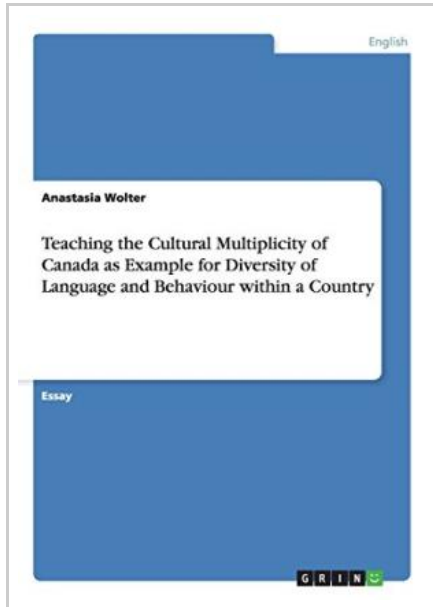 English
Anastasia Wolter
Teaching the Cultural Multiplicity of
Canada as Example for Diversity of
Language and Behaviour within a Country
Essay
GRIN